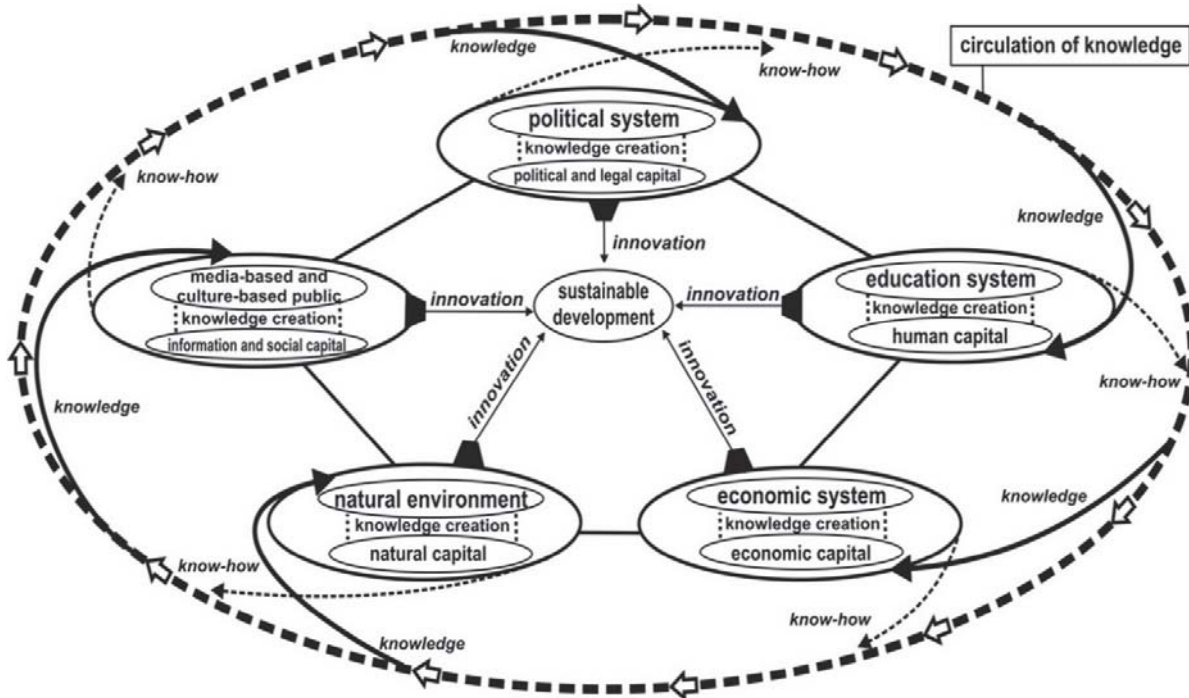 knowledge
circulation of knowledge
know-how
political system
knowledge creation
political and legal capital
know-how
knowledge
innovation
media-based and
culture-based public
knowledge creation
information and social capital
innovation
sustainable
development
innovation
education system
knowledge creation
human capital
know-how
knowledge
innovation
innovation
natural environment
knowledge creation
natural capital
economic system
knowledge creation
economic capital
knowledge
know-how
know-how
knowledge